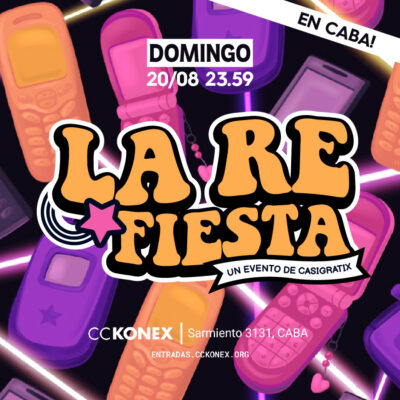 EN CABA!
DOMINGO
20/08 23.59
LA RE
FIESTA
UN EVENTO DE CASIGRATIX
CCKONEX | Sarmiento 3131, CABA
ENTRADAS.CCKONEX.ORG